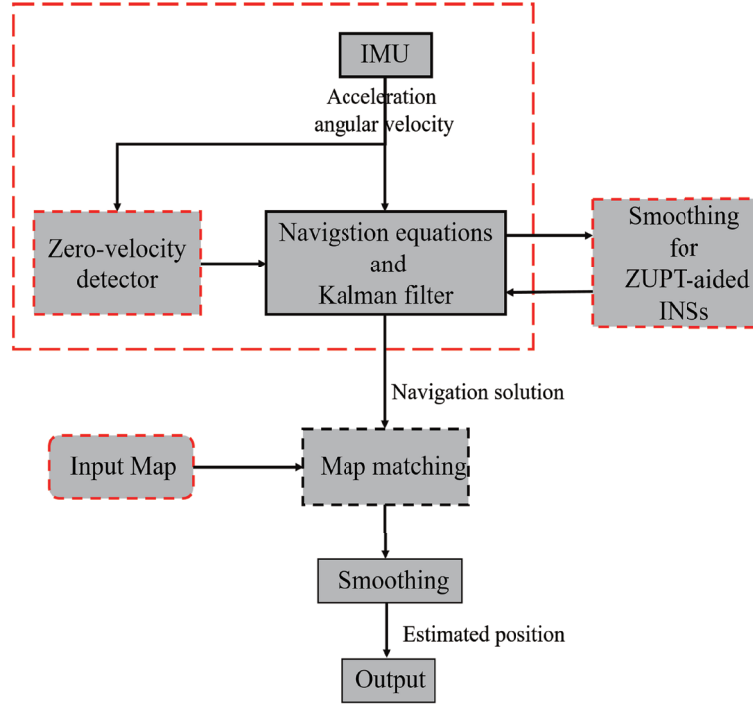 IMU
Acceleration
angular velocity
Zero-velocity
detector
Navigstion equations
and
Kalman filter
Smoothing
for
ZUPT-aided
INSs
Navigation solution
Input Map
Map matching
Smoothing
Estimated position
Output